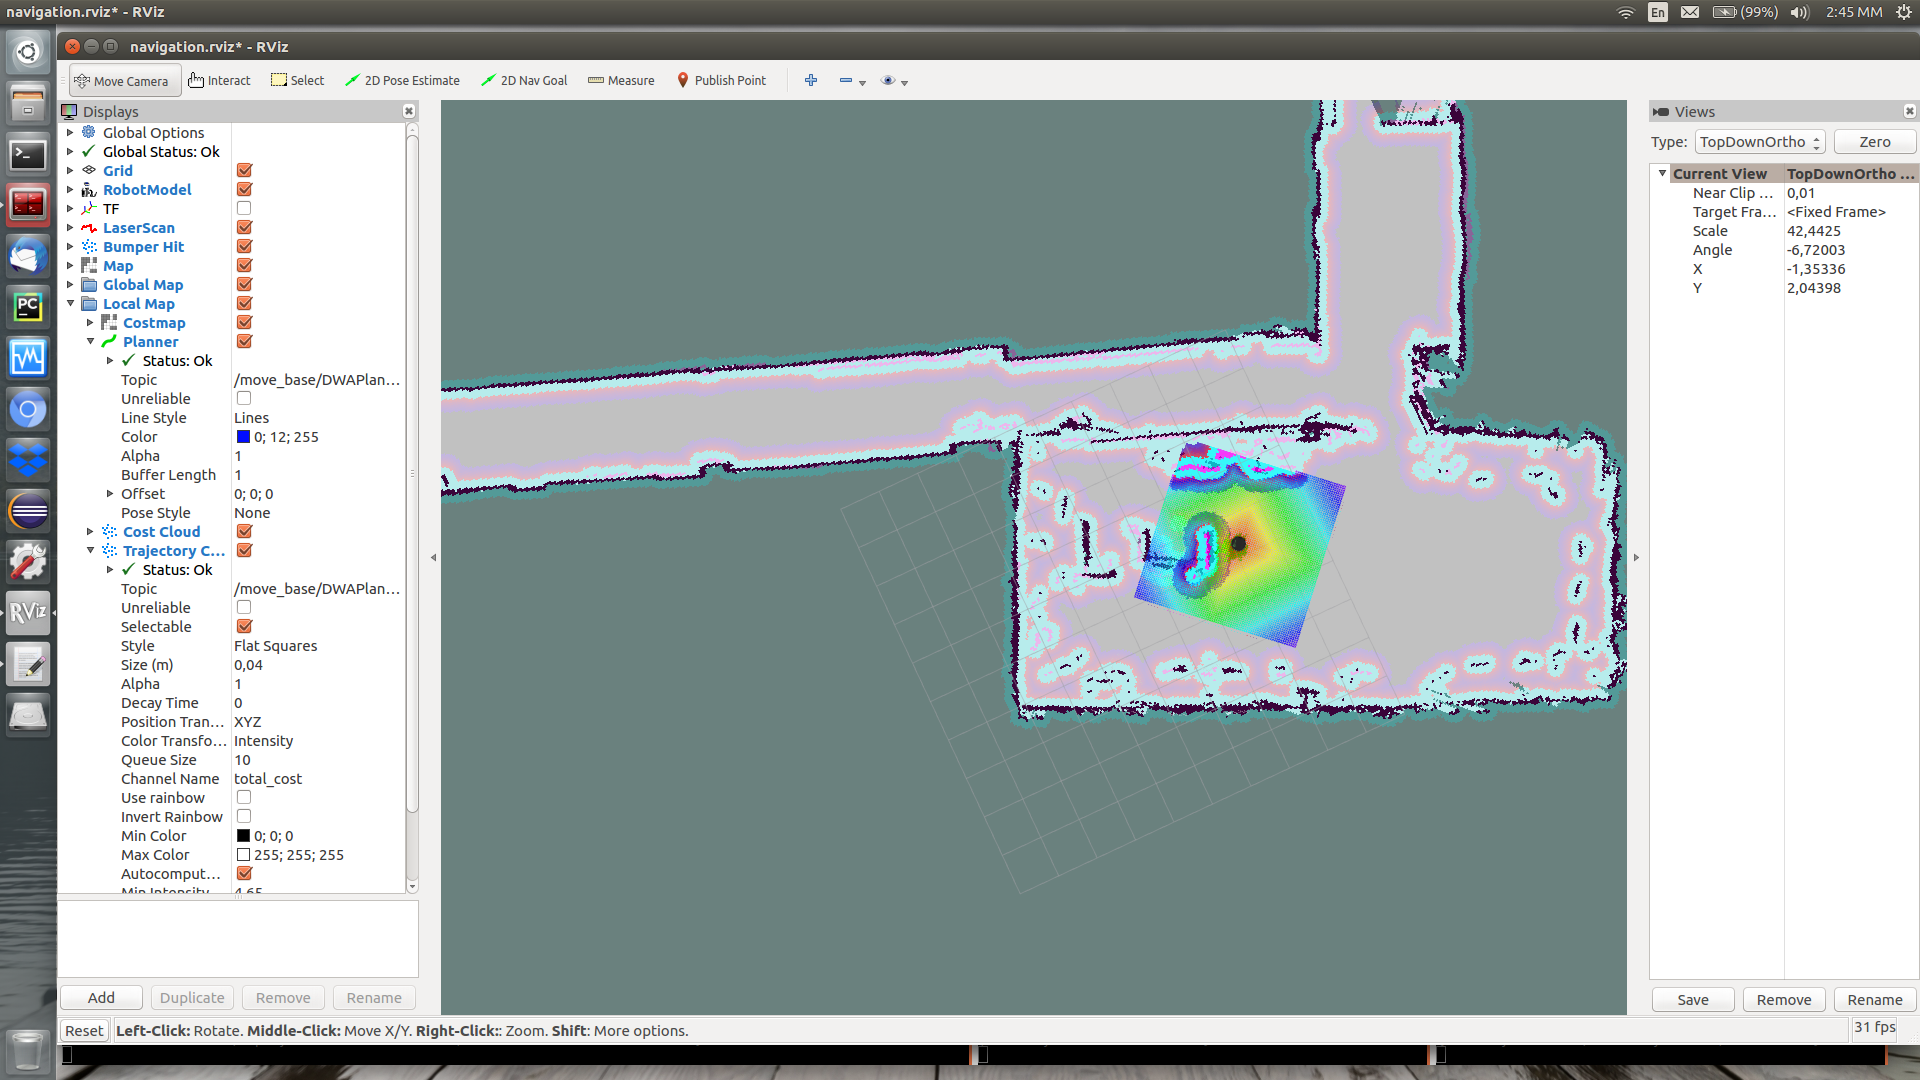 navigation.rviz* - RViz
En
(99%)
2:45 MM
navigation.rviz* - RViz
Move Camera
Interact
Select
2D Pose Estimate
2D Nav Goal
Measure
Publish Point
Displays
Global Options
Global Status: Ok
Grid
RobotModel
TF
LaserScan
Bumper Hit
Map
Global Map
Local Map
Costmap
Planner
Status: Ok
Topic /move_base/DWAPlan...
Unreliable
Line Style Lines
Color 0; 12; 255
Alpha 1
Buffer Length 1
Offset 0; 0; 0
Pose Style None
Cost Cloud
Trajectory C...
Status: Ok
Topic /move_base/DWAPlan...
Unreliable
Selectable
Style Flat Squares
Size (m) 0,04
Alpha 1
Decay Time 0
Position Tran... XYZ
Color Transfo... Intensity
Queue Size 10
Channel Name total_cost
Use rainbow
Invert Rainbow
Min Color 0; 0; 0
Max Color 255; 255; 255
Autocomput...
Min Intensity 4,65
Add
Duplicate
Remove
Rename
Reset
Left-Click: Rotate. Middle-Click: Move X/Y. Right-Click:: Zoom. Shift: More options.
31 fps
Views
Type: TopDownOrtho
Zero
Current View TopDownOrtho ...
Near Clip ... 0,01
Target Fra... <Fixed Frame>
Scale 42,4425
Angle -6,72003
X -1,35336
Y 2,04398
Save
Remove
Rename
PC
RViz